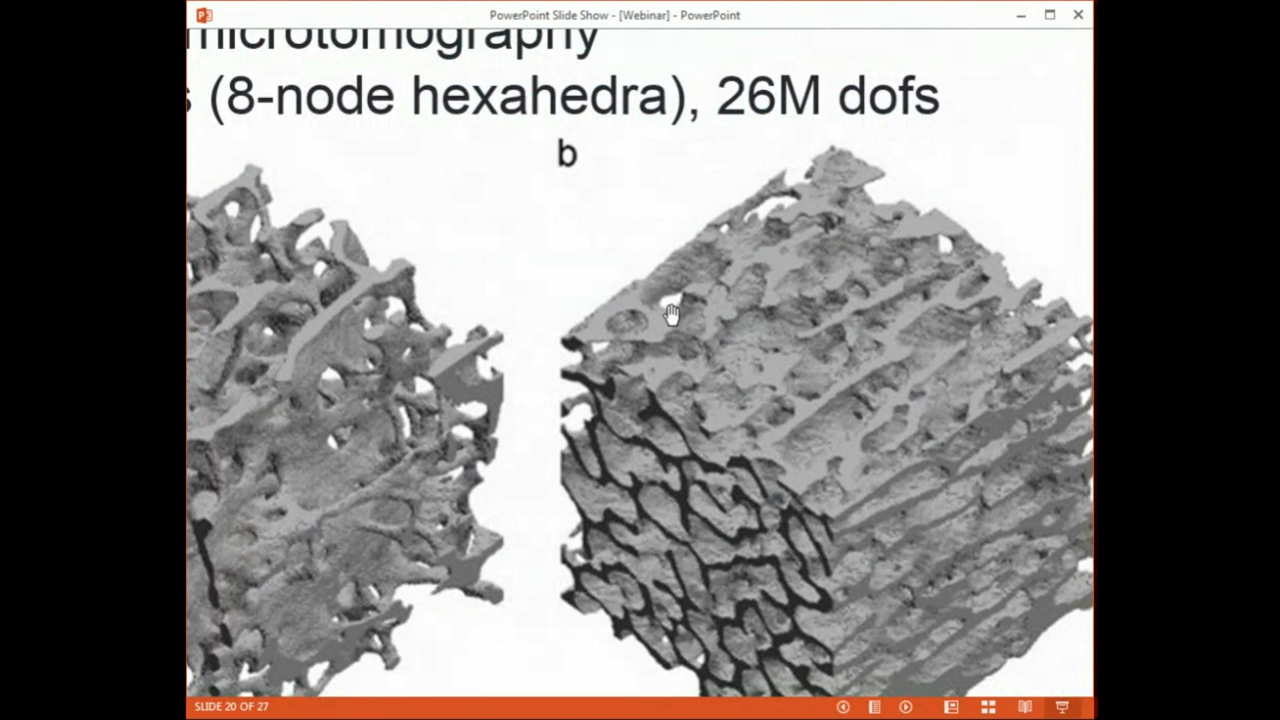 PowerPoint Slide Show - [Webinar] - PowerPoint
microtomography
s (8-node hexahedra), 26M dofs
b
SLIDE 20 OF 27